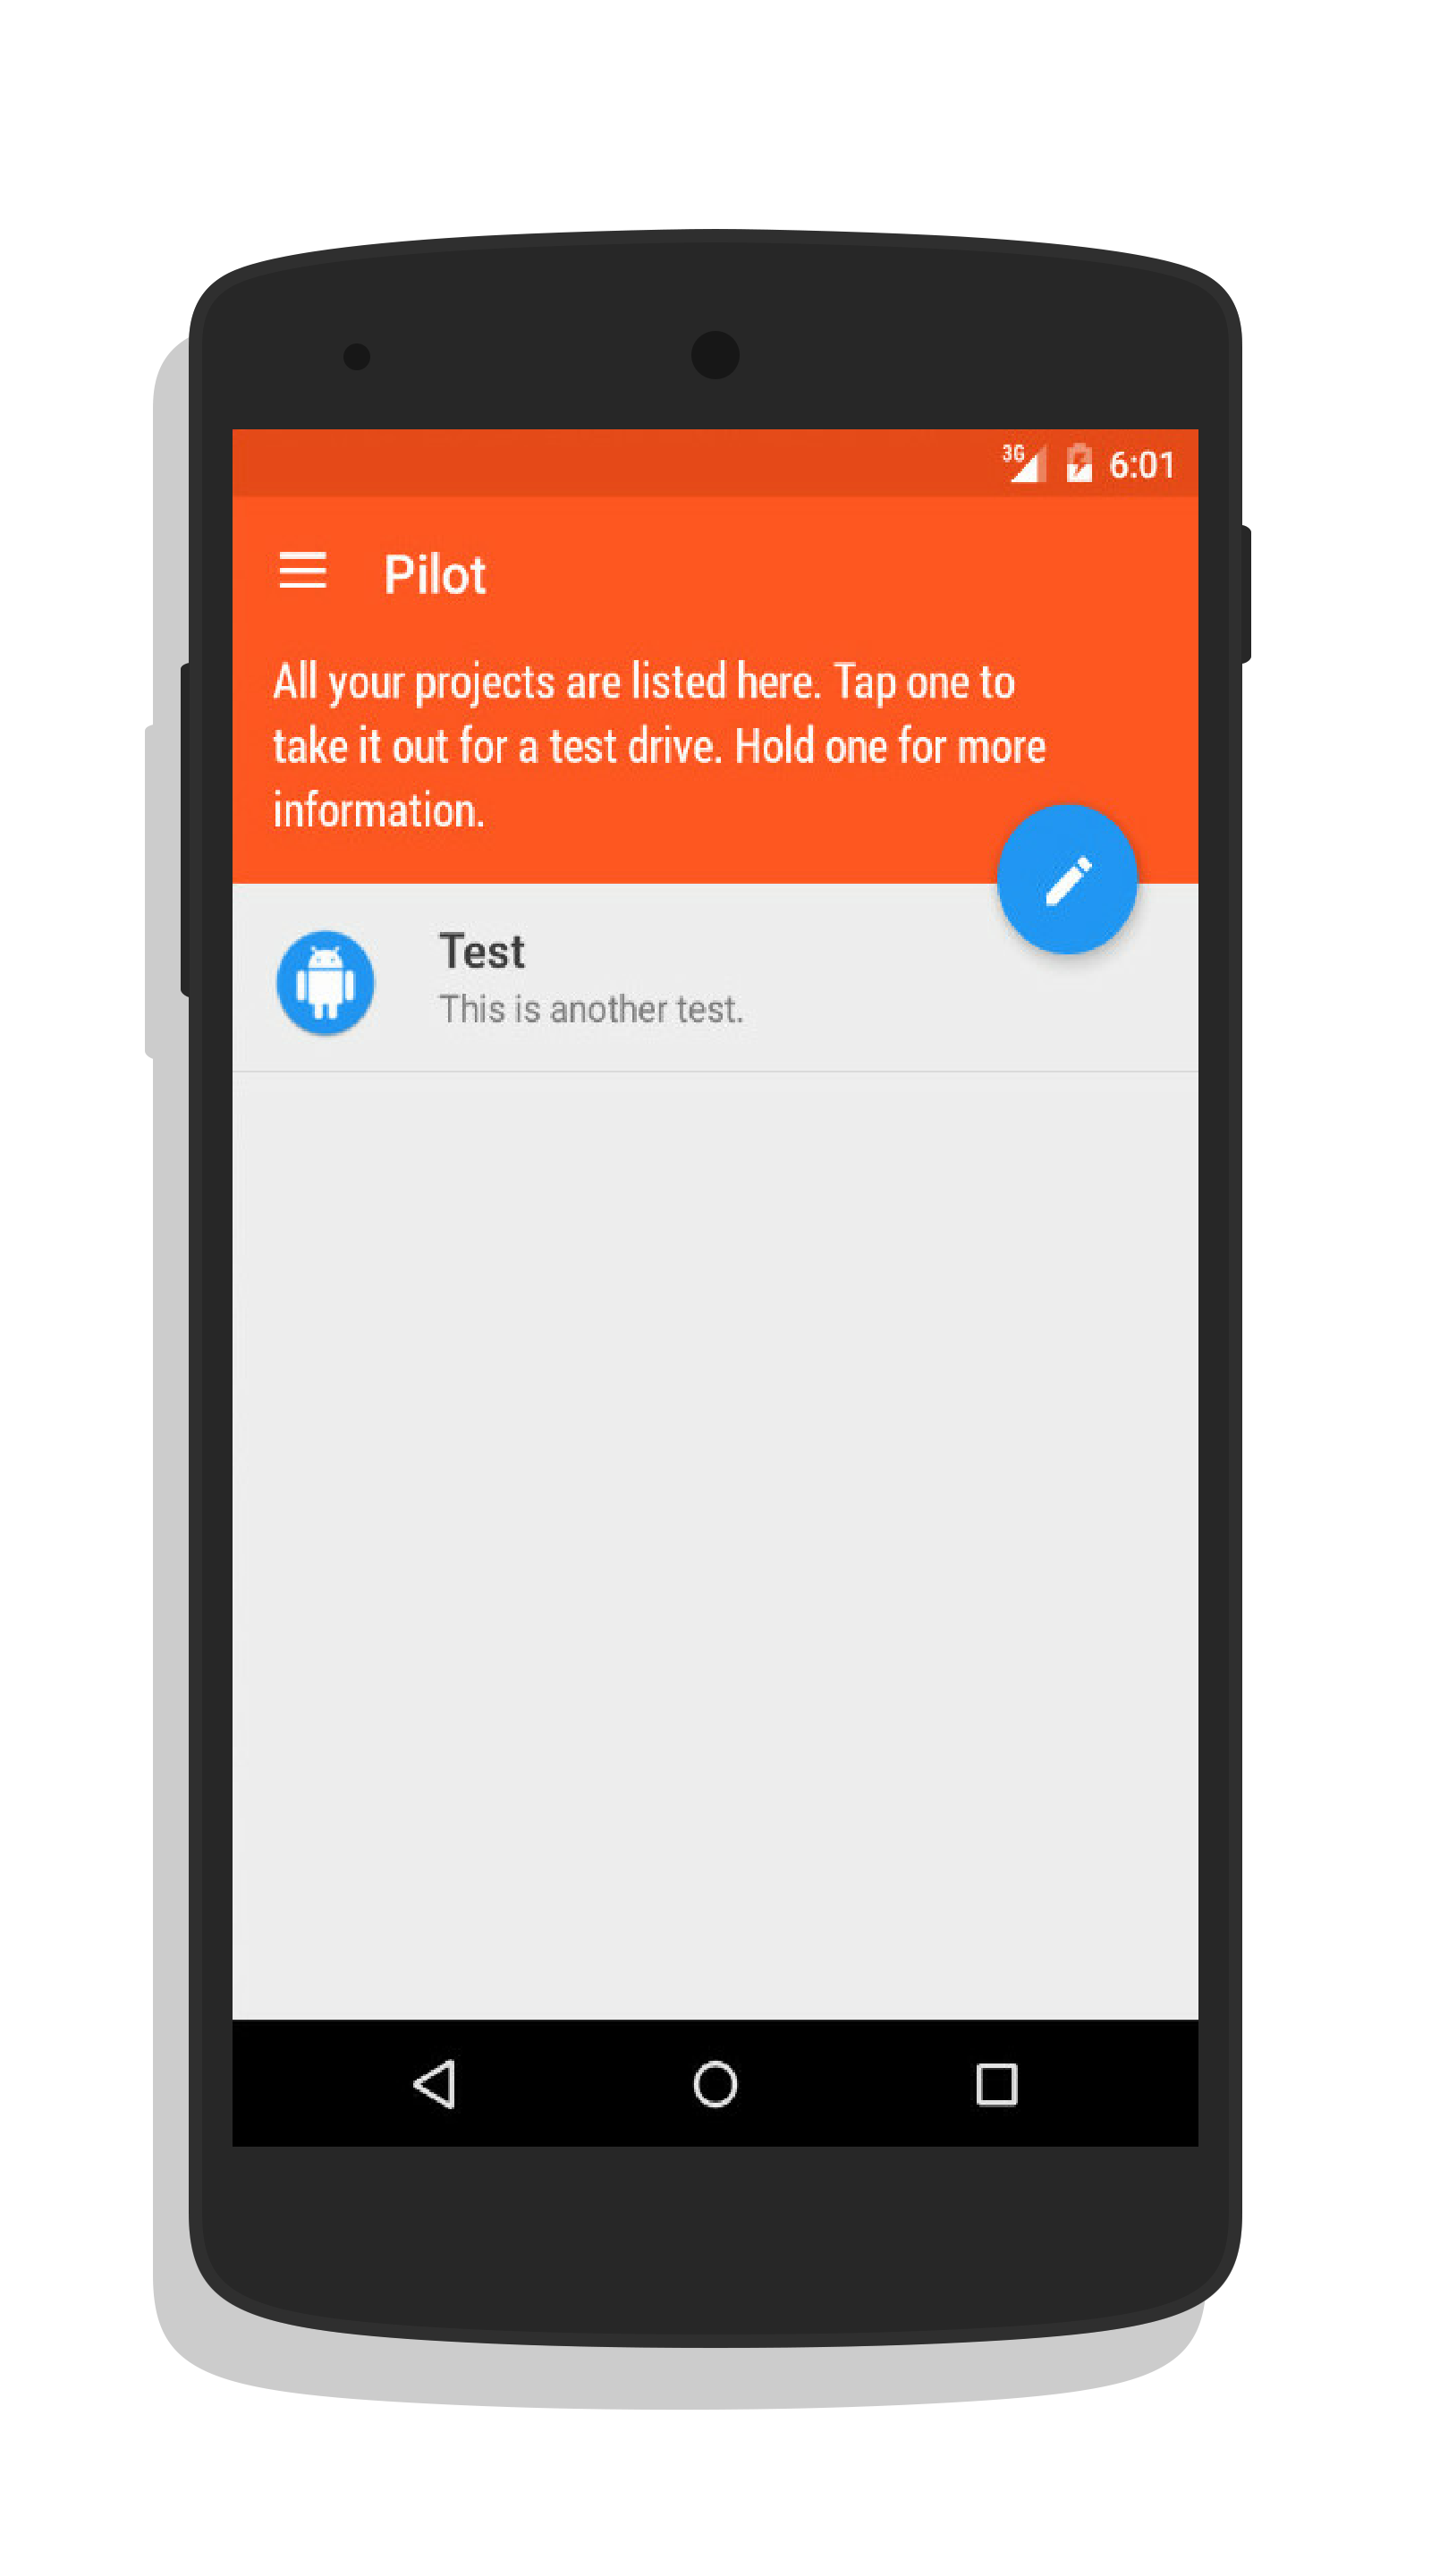 3G 6:01
Pilot
All your projects are listed here. Tap one to
take it out for a test drive. Hold one for more
information.
Test
This is another test.